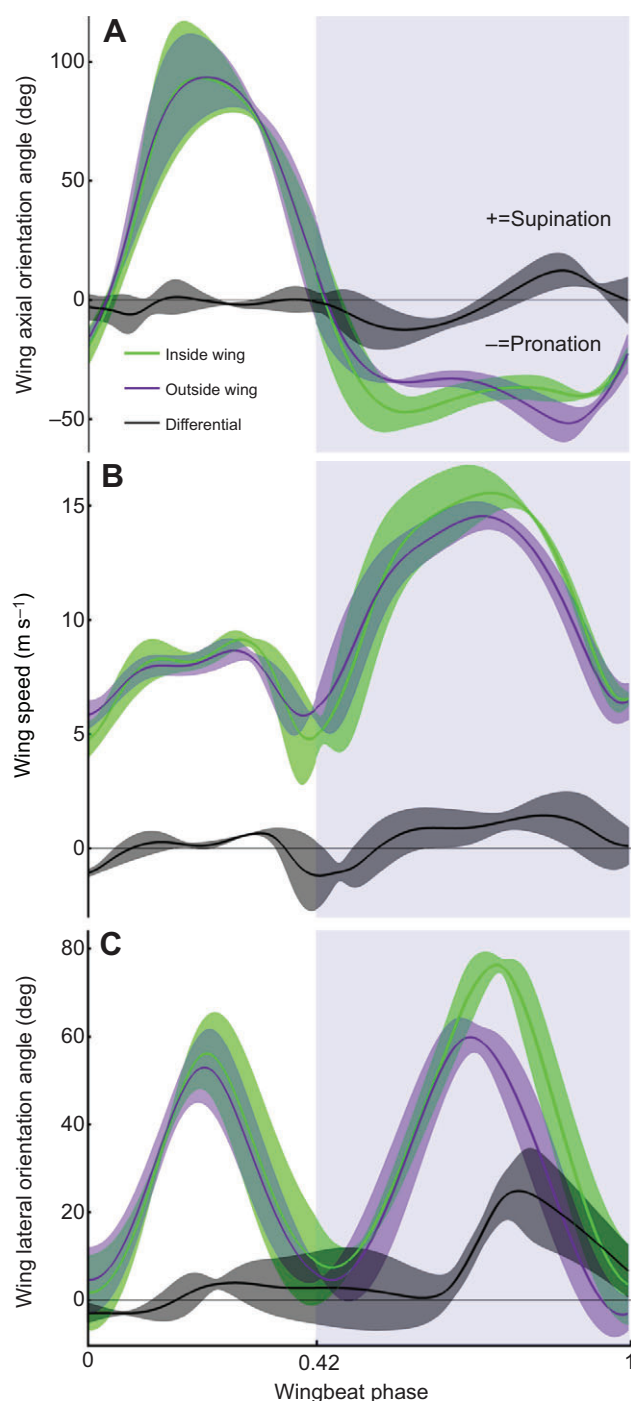 A
Wing axial orientation angle (deg)
100
50
0
–50
+=Supination
–=Pronation
Inside wing
Outside wing
Differential
B
Wing speed (m s–1)
15
10
5
0
C
Wing lateral orientation angle (deg)
80
60
40
20
0
0
0.42
1
Wingbeat phase